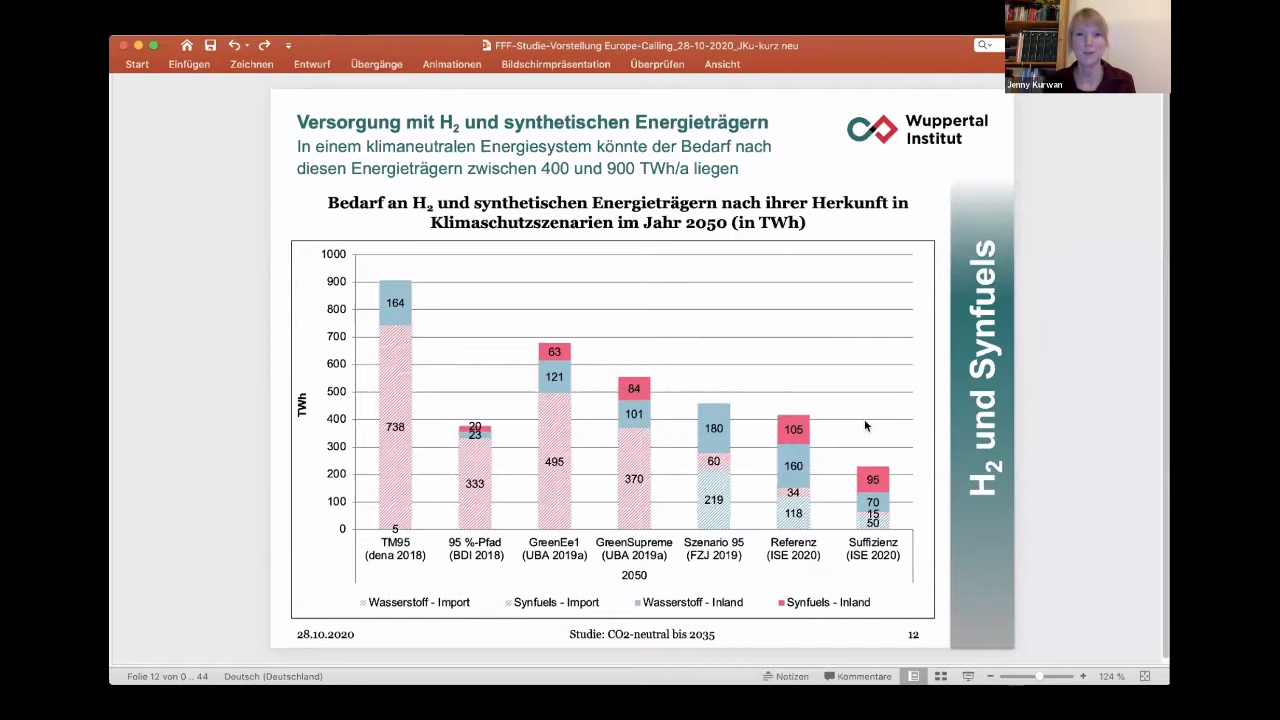 FFF-Studie-Vorstellung Europe-Calling_28-10-2020_JKu-kurz neu
Start Einfügen Zeichnen Entwurf Übergänge Animationen Bildschirmpräsentation Überprüfen Ansicht
Jenny Kurwan
Versorgung mit H₂ und synthetischen Energieträgern
In einem klimaneutralen Energiesystem könnte der Bedarf nach
diesen Energieträgern zwischen 400 und 900 TWh/a liegen
Wuppertal
Institut
Bedarf an H₂ und synthetischen Energieträgern nach ihrer Herkunft in
Klimaschutzszenarien im Jahr 2050 (in TWh)
TWh
1000
900
800
700
600
500
400
300
200
100
0
164
738
5
20
23
333
63
121
495
84
101
370
180
60
219
105
160
34
118
95
70
15
50
TM95 95 %-Pfad GreenEe1 GreenSupreme Szenario 95 Referenz Suffizienz
(dena 2018) (BDI 2018) (UBA 2019a) (UBA 2019a) (FZJ 2019) (ISE 2020) (ISE 2020)
2050
Wasserstoff - Import Synfuels - Import Wasserstoff - Inland Synfuels - Inland
H₂ und Synfuels
28.10.2020 Studie: CO2-neutral bis 2035 12
Folie 12 von 0 .. 44 Deutsch (Deutschland) Notizen Kommentare 124 %